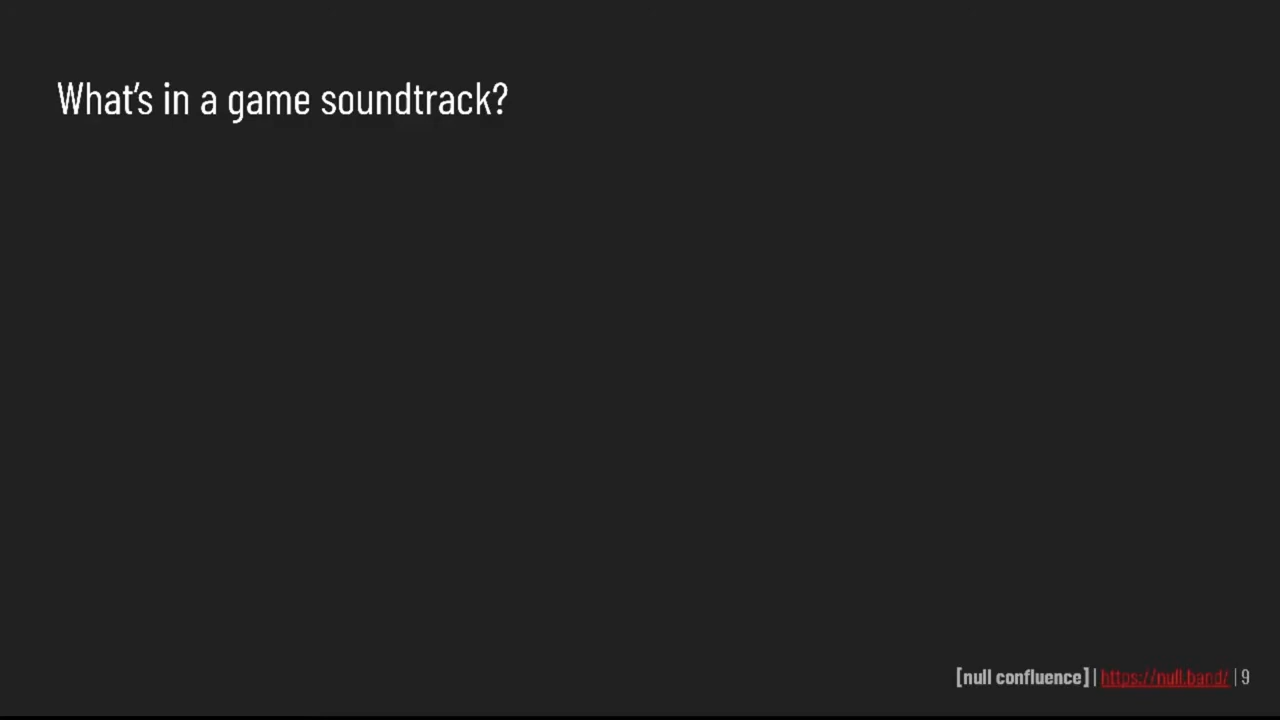 What's in a game soundtrack?
[null confluence] | https://null.band/ | 9